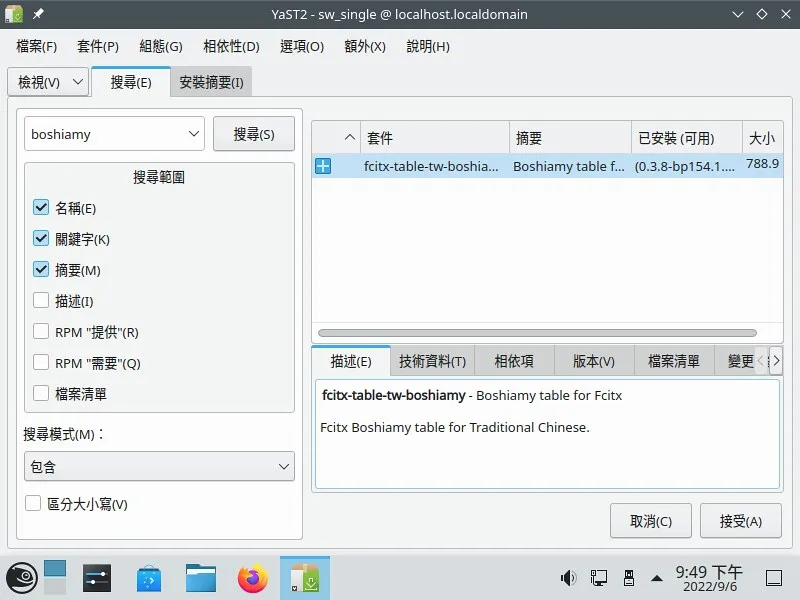 YaST2 - sw_single @ localhost.localdomain
檔案(F) 套件(P) 組態(G) 相依性(D) 選項(O) 額外(X) 說明(H)
檢視(V) 搜尋(E) 安裝摘要(I)
boshiamy 搜尋(S)
搜尋範圍
名稱(E)
關鍵字(K)
摘要(M)
描述(I)
RPM "提供"(R)
RPM "需要"(Q)
檔案清單
搜尋模式(M)：
包含
區分大小寫(V)
套件 摘要 已安裝 (可用) 大小
fcitx-table-tw-boshia... Boshiamy table f... (0.3.8-bp154.1.... 788.9
描述(E) 技術資料(T) 相依項 版本(V) 檔案清單 變更
fcitx-table-tw-boshiamy - Boshiamy table for Fcitx
Fcitx Boshiamy table for Traditional Chinese.
取消(C) 接受(A)
9:49 下午
2022/9/6